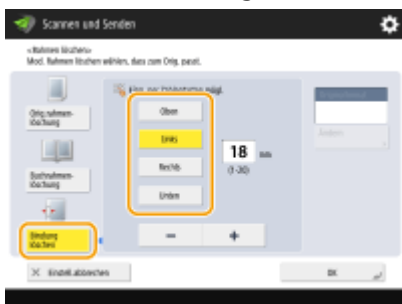 Scannen und Senden
<Rahmen löschen>
Mod. Rahmen löschen wählen, dass zum Orig. passt.
Orig.rahmen-
löschung
Buchrahmen-
löschung
Bindung
löschen
Oben
Links
Rechts
Unten
18 mm
(1-20)
−
+
Ändern
× Einstell. abbrechen
OK